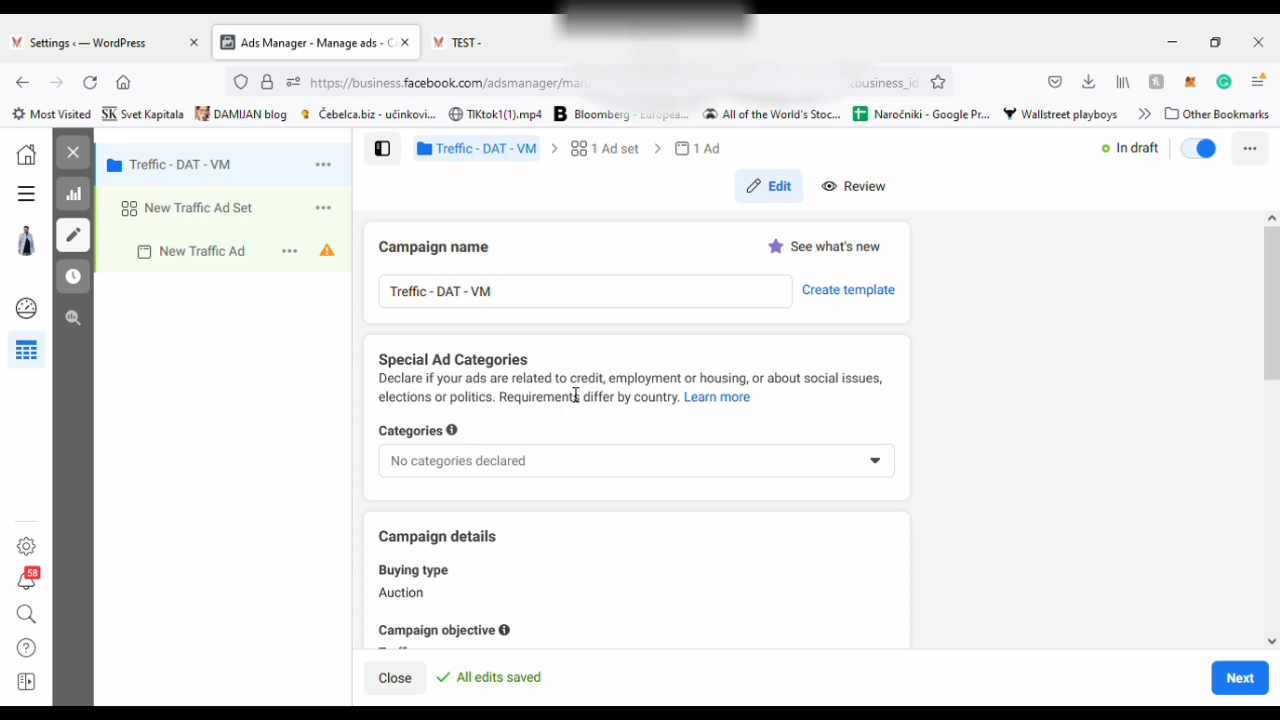 Settings ‹ — WordPress
Ads Manager - Manage ads - C
TEST -
https://business.facebook.com/adsmanager/man
business_id
Most Visited
SK Svet Kapitala
DAMIJAN blog
Čebelca.biz - učinkovi...
TIKtok1(1).mp4
B Bloomberg - European...
All of the World's Stoc...
Naročniki - Google Pr...
Wallstreet playboys
Other Bookmarks
Treffic - DAT - VM
New Traffic Ad Set
New Traffic Ad
58
Treffic - DAT - VM > 1 Ad set > 1 Ad
In draft
Edit
Review
Campaign name
See what's new
Treffic - DAT - VM
Create template
Special Ad Categories
Declare if your ads are related to credit, employment or housing, or about social issues,
elections or politics. Requirements differ by country. Learn more
Categories
No categories declared
Campaign details
Buying type
Auction
Campaign objective
Close
All edits saved
Next